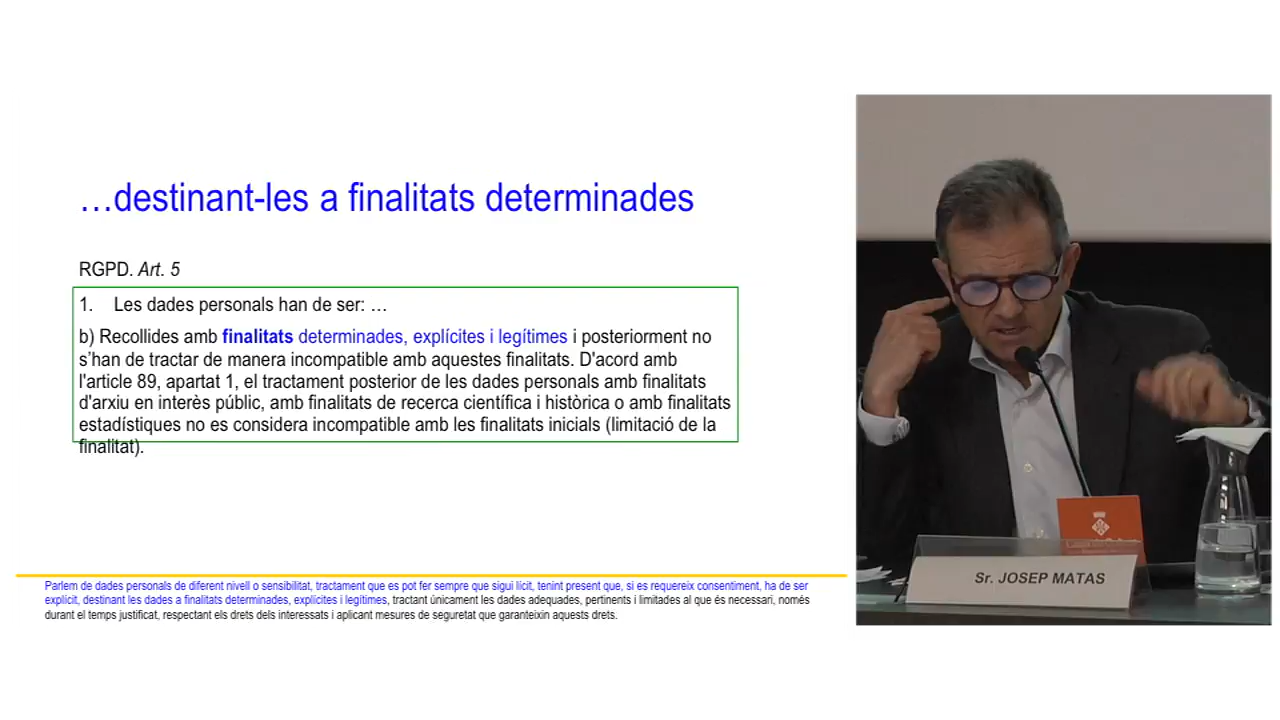 …destinant-les a finalitats determinades
RGPD. Art. 5
1. Les dades personals han de ser: …
b) Recollides amb finalitats determinades, explícites i legítimes i posteriorment no
s’han de tractar de manera incompatible amb aquestes finalitats. D'acord amb
l'article 89, apartat 1, el tractament posterior de les dades personals amb finalitats
d'arxiu en interès públic, amb finalitats de recerca científica i històrica o amb finalitats
estadístiques no es considera incompatible amb les finalitats inicials (limitació de la
finalitat).
Parlem de dades personals de diferent nivell o sensibilitat, tractament que es pot fer sempre que sigui lícit, tenint present que, si es requereix consentiment, ha de ser
explícit, destinant les dades a finalitats determinades, explícites i legítimes, tractant únicament les dades adequades, pertinents i limitades al que és necessari, només
durant el temps justificat, respectant els drets dels interessats i aplicant mesures de seguretat que garanteixin aquests drets.
Sr. JOSEP MATAS